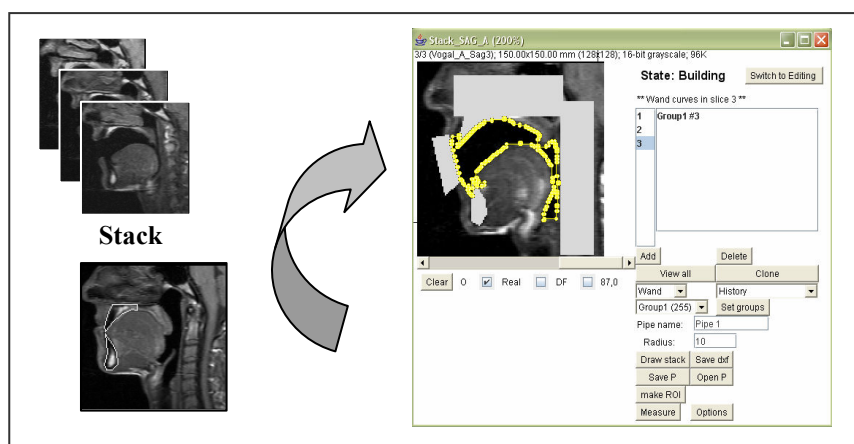 Stack
Stack_SAG_A (200%)
3/3 (Vogal_A_Sag3); 150.00x150.00 mm (128x128); 16-bit grayscale; 96K
State: Building
Switch to Editing
** Wand curves in slice 3 **
1
2
3
Group1 #3
Add
Delete
View all
Clone
Clear
0
Real
DF
87,0
Wand
History
Group1 (255)
Set groups
Pipe name:
Pipe 1
Radius:
10
Draw stack
Save dxf
Save P
Open P
make ROI
Measure
Options